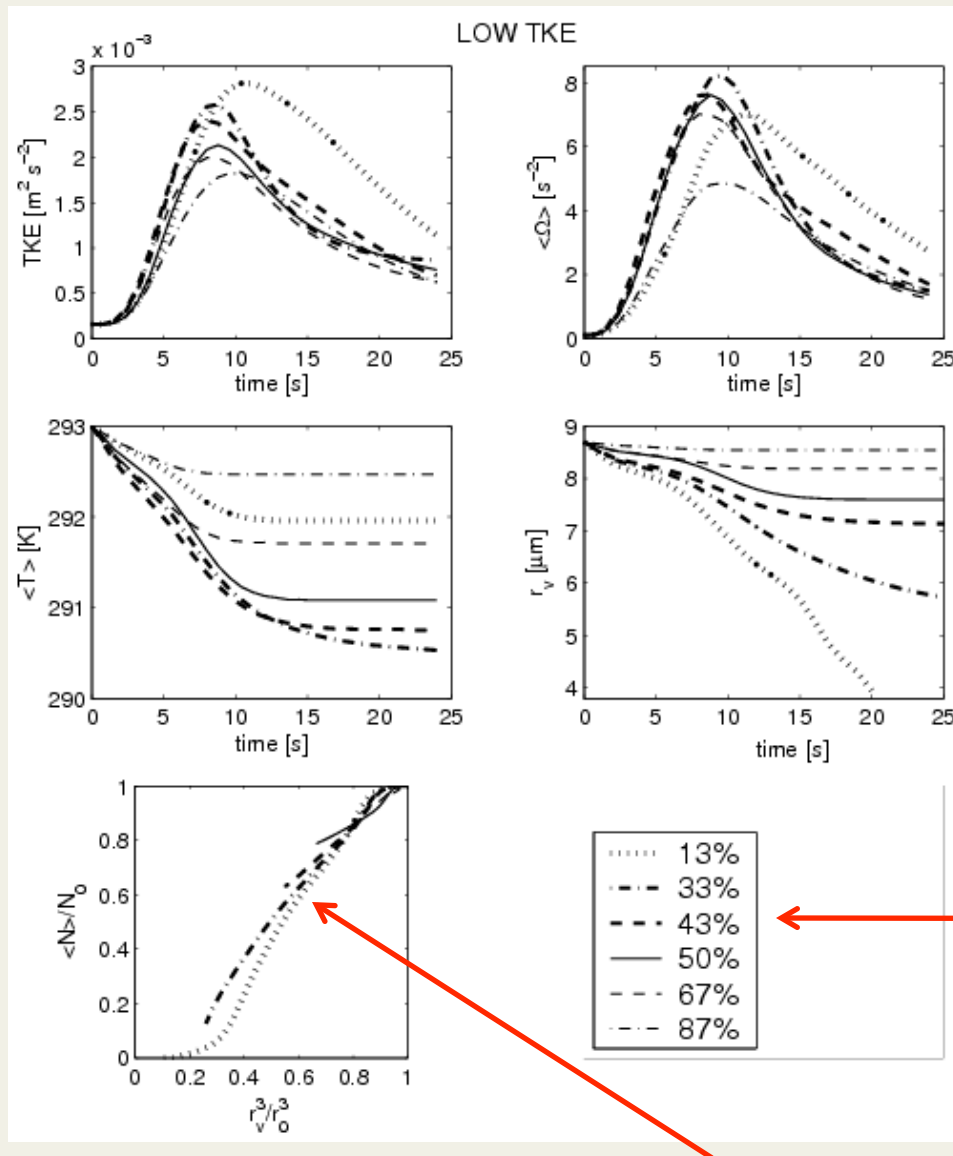 LOW TKE
x 10⁻³
3
2.5
2
1.5
1
0.5
0
TKE [m² s⁻²]
0 5 10 15 20 25
time [s]
8
6
4
2
0
<Ω> [s⁻²]
0 5 10 15 20 25
time [s]
293
292
291
290
<T> [K]
0 5 10 15 20 25
time [s]
9
8
7
6
5
4
r_v [µm]
0 5 10 15 20 25
time [s]
1
0.8
0.6
0.4
0.2
0
<N>/N_o
0 0.2 0.4 0.6 0.8 1
r_v³/r_o³
13%
33%
43%
50%
67%
87%